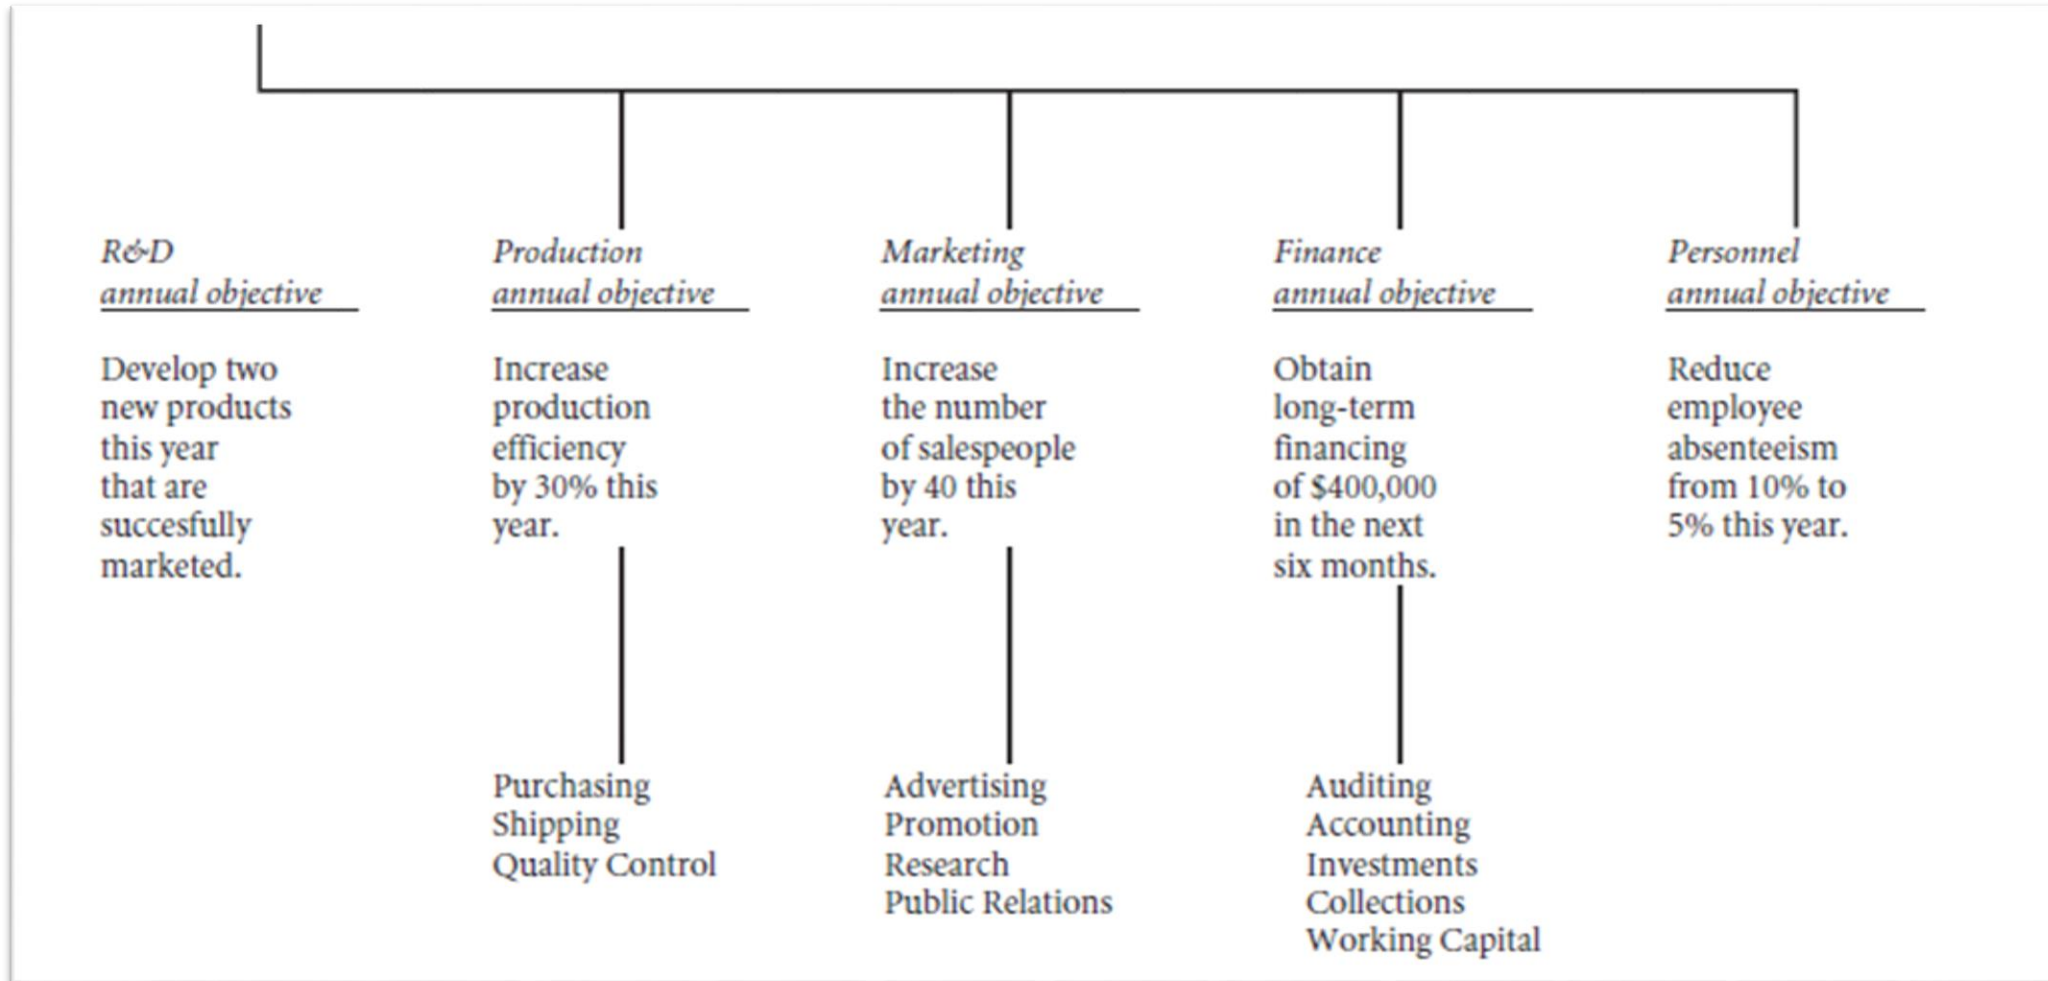 R&D
annual objective
Develop two
new products
this year
that are
succesfully
marketed.
Production
annual objective
Increase
production
efficiency
by 30% this
year.
Purchasing
Shipping
Quality Control
Marketing
annual objective
Increase
the number
of salespeople
by 40 this
year.
Advertising
Promotion
Research
Public Relations
Finance
annual objective
Obtain
long-term
financing
of $400,000
in the next
six months.
Auditing
Accounting
Investments
Collections
Working Capital
Personnel
annual objective
Reduce
employee
absenteeism
from 10% to
5% this year.